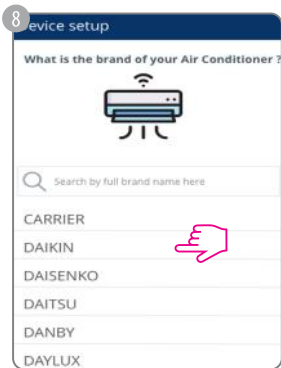 8
evice setup
What is the brand of your Air Conditioner ?
Search by full brand name here
CARRIER
DAIKIN
DAISENKO
DAITSU
DANBY
DAYLUX